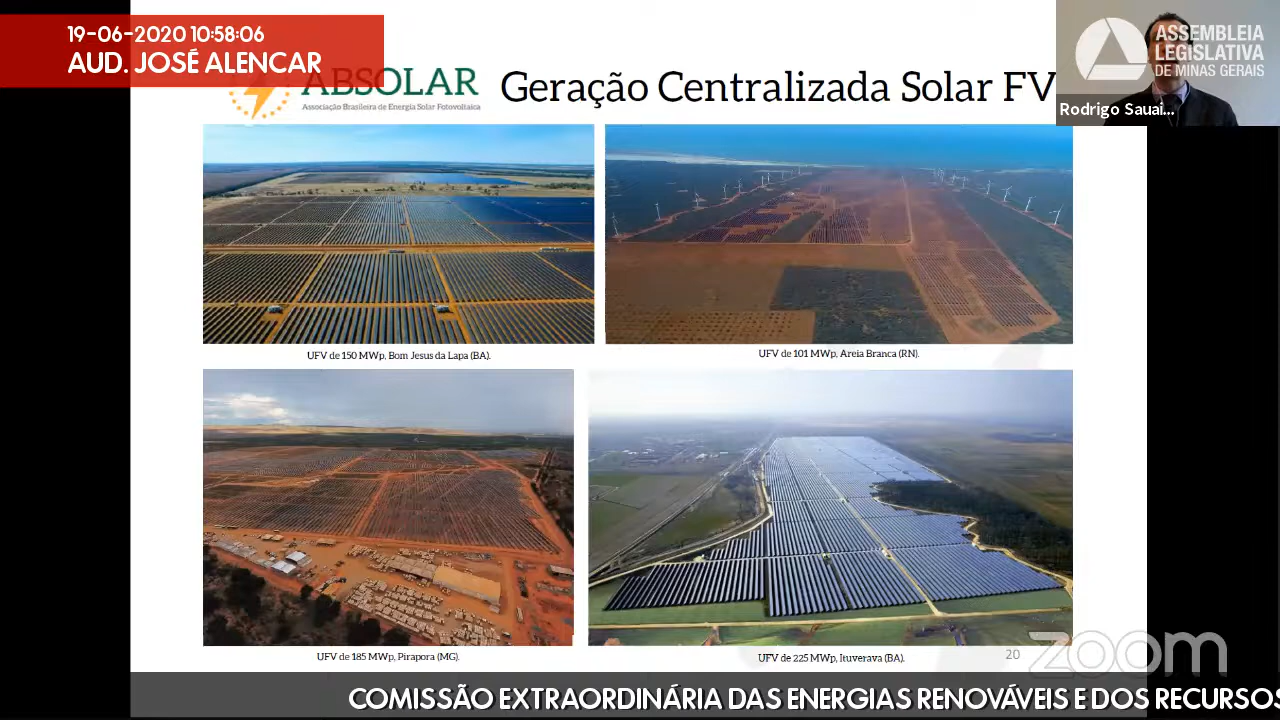 19-06-2020 10:58:06
AUD. JOSÉ ALENCAR
ABSOLAR
Associação Brasileira de Energia Solar Fotovoltaica
Geração Centralizada Solar FV
ASSEMBLEIA
LEGISLATIVA
DE MINAS GERAIS
Rodrigo Sauai...
UFV de 150 MWp, Bom Jesus da Lapa (BA).
UFV de 101 MWp, Areia Branca (RN).
UFV de 185 MWp, Pirapora (MG).
UFV de 225 MWp, Ituverava (BA).
20
zoom
COMISSÃO EXTRAORDINÁRIA DAS ENERGIAS RENOVÁVEIS E DOS RECURSOS